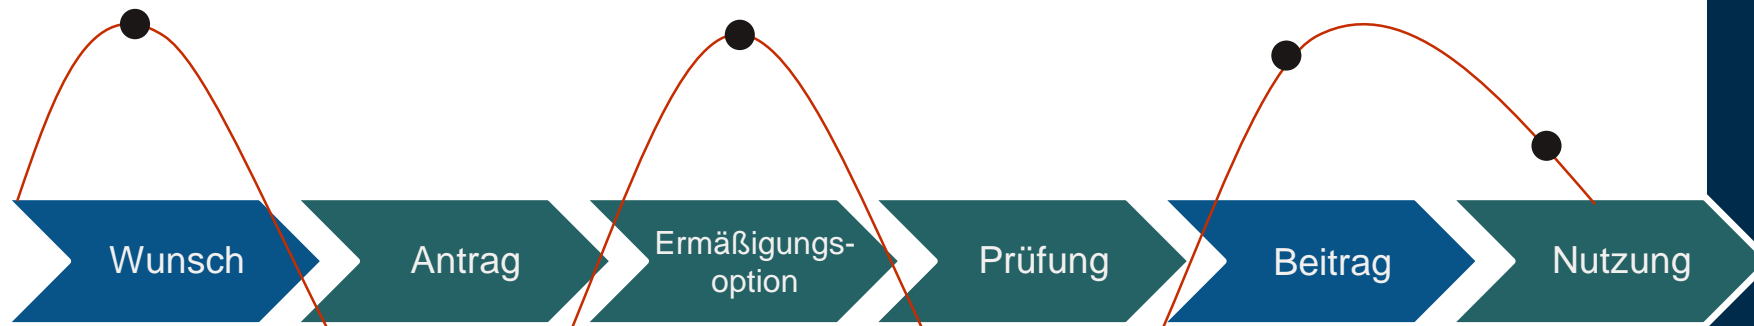 Wunsch
Antrag
Ermäßigungs-
option
Prüfung
Beitrag
Nutzung